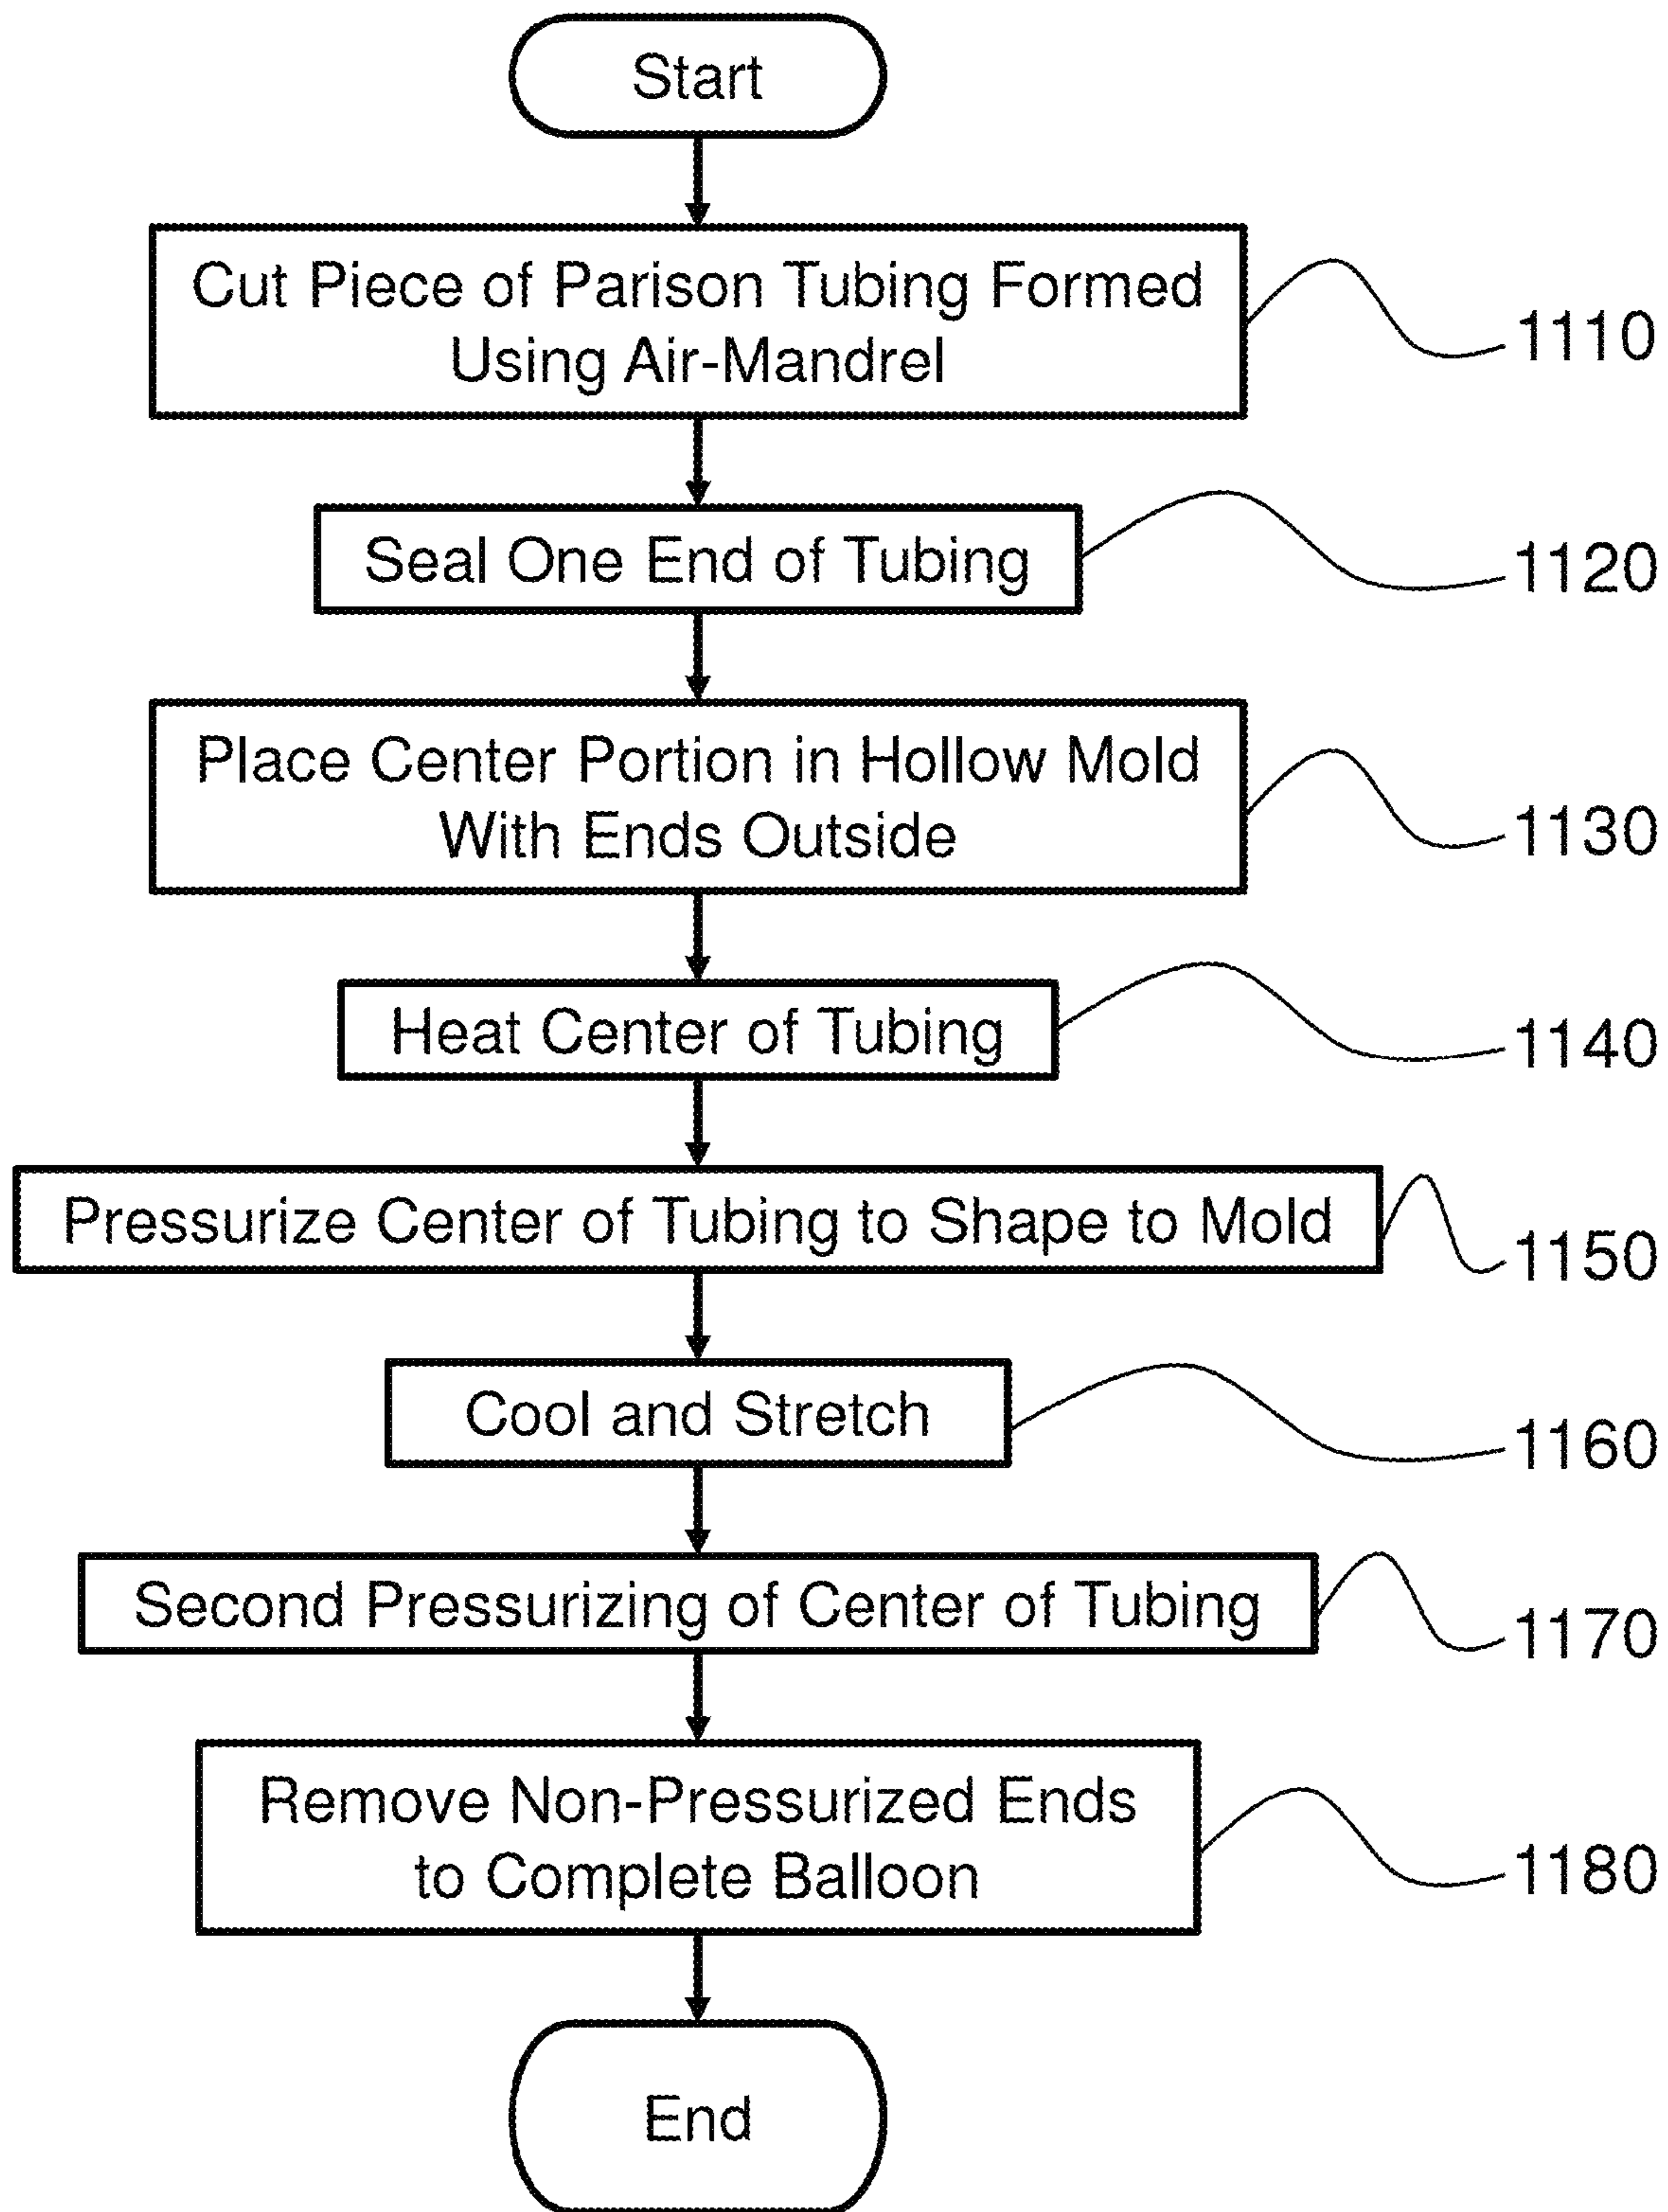 Start
Cut Piece of Parison Tubing Formed
Using Air-Mandrel
1110
Seal One End of Tubing
1120
Place Center Portion in Hollow Mold
With Ends Outside
1130
Heat Center of Tubing
1140
Pressurize Center of Tubing to Shape to Mold
1150
Cool and Stretch
1160
Second Pressurizing of Center of Tubing
1170
Remove Non-Pressurized Ends
to Complete Balloon
1180
End